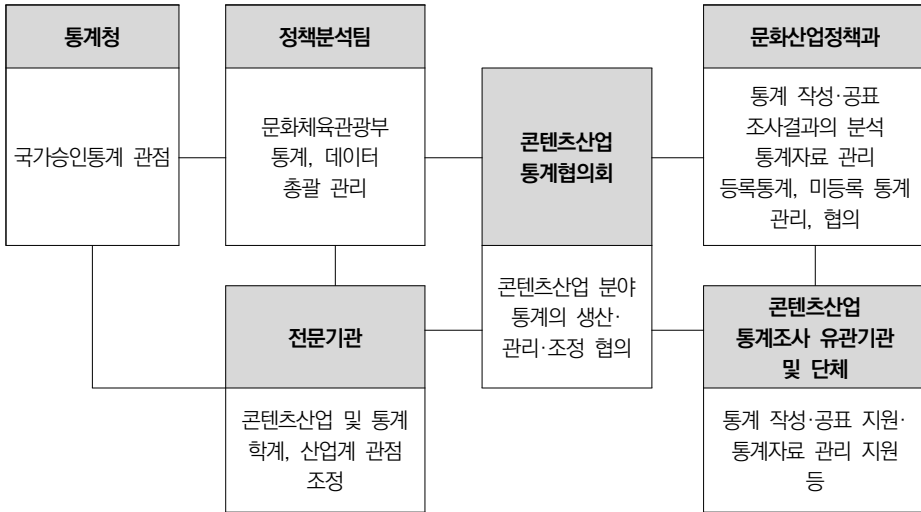 통계청
국가승인통계 관점
정책분석팀
문화체육관광부
통계, 데이터
총괄 관리
콘텐츠산업
통계협의회
콘텐츠산업 분야
통계의 생산·
관리·조정 협의
문화산업정책과
통계 작성·공표
조사결과의 분석
통계자료 관리
등록통계, 미등록 통계
관리, 협의
전문기관
콘텐츠산업 및 통계
학계, 산업계 관점
조정
콘텐츠산업
통계조사 유관기관
및 단체
통계 작성·공표 지원·
통계자료 관리 지원
등